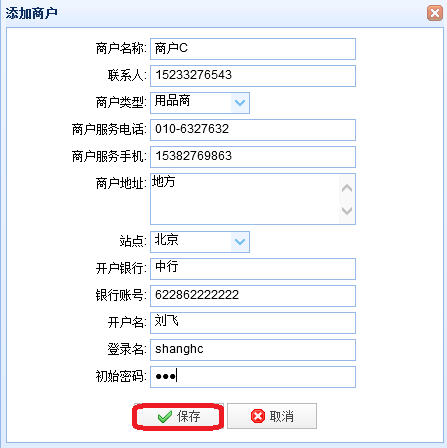 添加商户
商户名称: 商户C
联系人: 15233276543
商户类型: 用品商
商户服务电话: 010-6327632
商户服务手机: 15382769863
商户地址: 地方
站点: 北京
开户银行: 中行
银行账号: 622862222222
开户名: 刘飞
登录名: shanghc
初始密码: ●●●
保存 取消